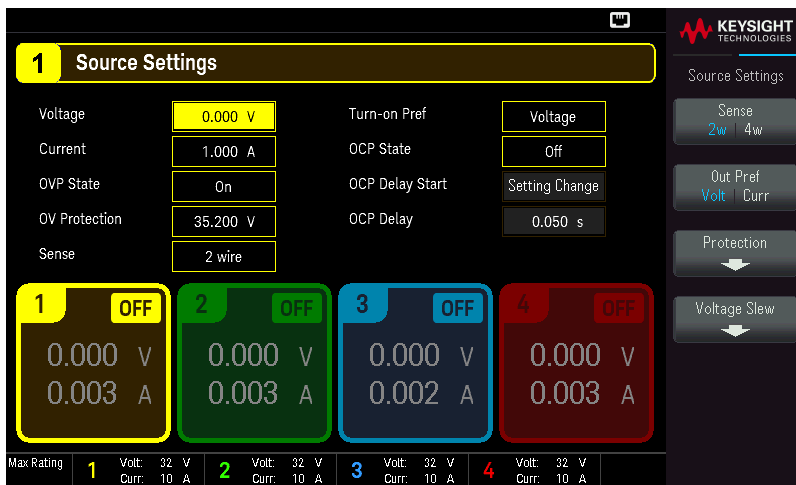 KEYSIGHT
TECHNOLOGIES
1 Source Settings
Source Settings
Voltage 0.000 V Turn-on Pref Voltage
Current 1.000 A OCP State Off
OVP State On OCP Delay Start Setting Change
OV Protection 35.200 V OCP Delay 0.050 s
Sense 2 wire
Sense
2w 4w
Out Pref
Volt Curr
Protection
Voltage Slew
1 OFF 2 OFF 3 OFF 4 OFF
0.000 V 0.000 V 0.000 V 0.000 V
0.003 A 0.003 A 0.002 A 0.003 A
Max Rating 1 Volt: 32 V 2 Volt: 32 V 3 Volt: 32 V 4 Volt: 32 V
Curr: 10 A Curr: 10 A Curr: 10 A Curr: 10 A